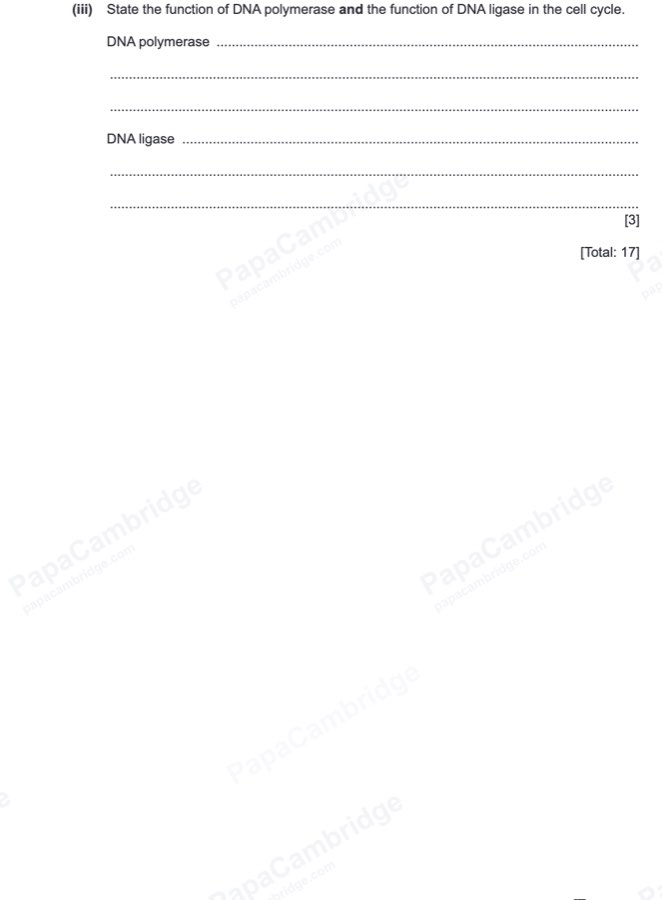 (iii) State the function of DNA polymerase and the function of DNA ligase in the cell cycle.
DNA polymerase ....................................................................................................
....................................................................................................
....................................................................................................
DNA ligase ....................................................................................................
....................................................................................................
....................................................................................................
[3]
[Total: 17]
PapaCambridge
papacambridge.com
PapaCambridge
papacambridge.com
PapaCambridge
papacambridge.com
PapaCambridge